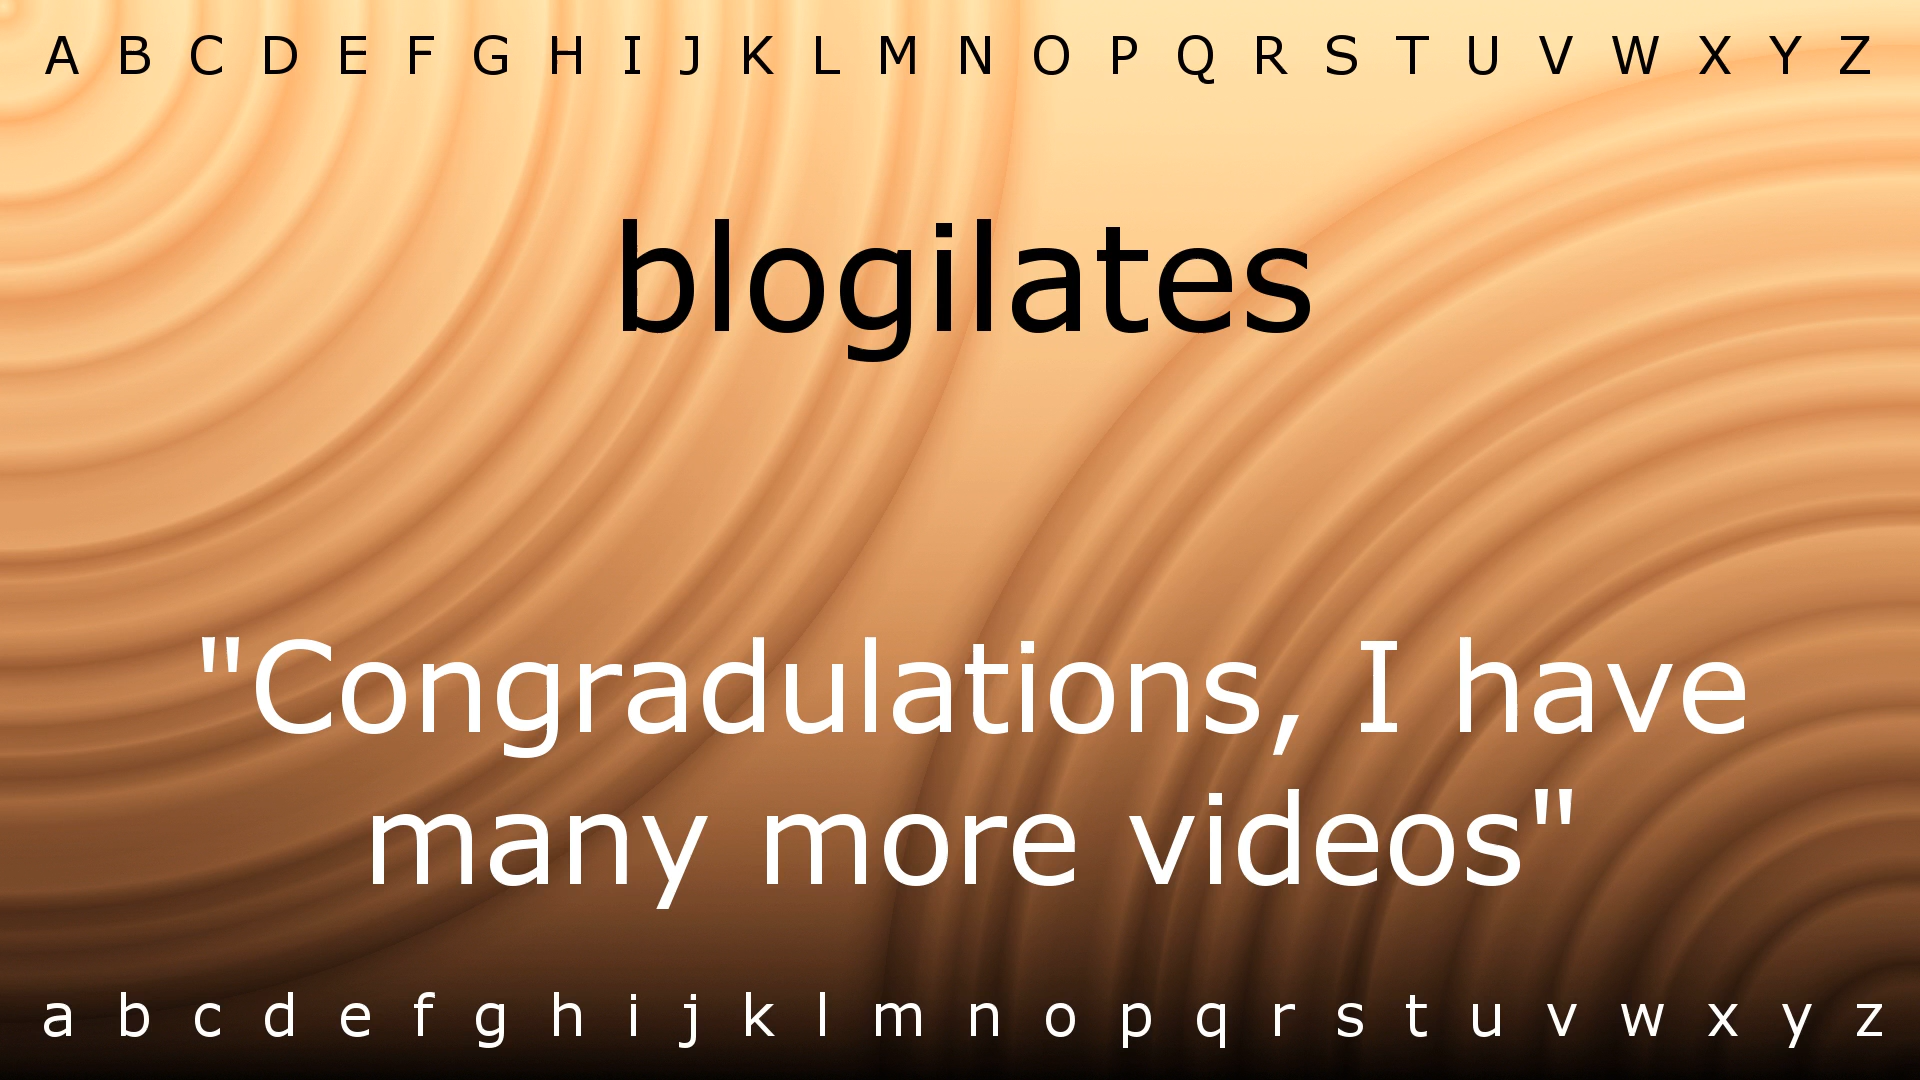 A B C D E F G H I J K L M N O P Q R S T U V W X Y Z
blogilates
"Congradulations, I have
many more videos"
a b c d e f g h i j k l m n o p q r s t u v w x y z